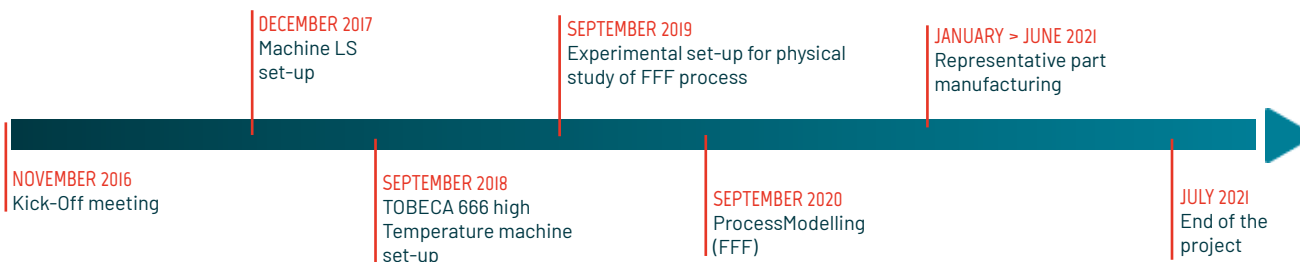 DECEMBER 2017
Machine LS
set-up
SEPTEMBER 2019
Experimental set-up for physical
study of FFF process
JANUARY > JUNE 2021
Representative part
manufacturing
NOVEMBER 2016
Kick-Off meeting
SEPTEMBER 2018
TOBECA 666 high
Temperature machine
set-up
SEPTEMBER 2020
ProcessModelling
(FFF)
JULY 2021
End of the
project